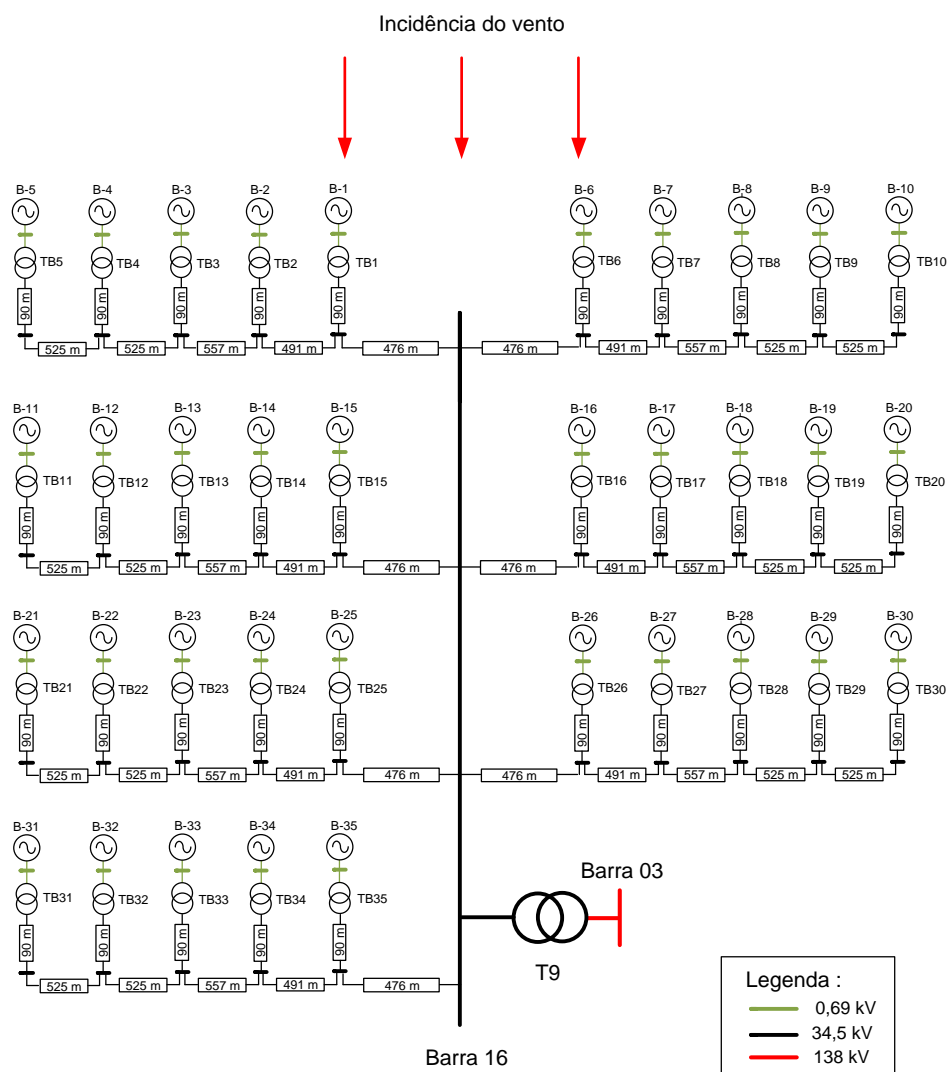 Incidência do vento
B-5 B-4 B-3 B-2 B-1 B-6 B-7 B-8 B-9 B-10
TB5 TB4 TB3 TB2 TB1 TB6 TB7 TB8 TB9 TB10
90 m 90 m 90 m 90 m 90 m 90 m 90 m 90 m 90 m 90 m
525 m 525 m 557 m 491 m 476 m 476 m 491 m 557 m 525 m 525 m
B-11 B-12 B-13 B-14 B-15 B-16 B-17 B-18 B-19 B-20
TB11 TB12 TB13 TB14 TB15 TB16 TB17 TB18 TB19 TB20
90 m 90 m 90 m 90 m 90 m 90 m 90 m 90 m 90 m 90 m
525 m 525 m 557 m 491 m 476 m 476 m 491 m 557 m 525 m 525 m
B-21 B-22 B-23 B-24 B-25 B-26 B-27 B-28 B-29 B-30
TB21 TB22 TB23 TB24 TB25 TB26 TB27 TB28 TB29 TB30
90 m 90 m 90 m 90 m 90 m 90 m 90 m 90 m 90 m 90 m
525 m 525 m 557 m 491 m 476 m 476 m 491 m 557 m 525 m 525 m
B-31 B-32 B-33 B-34 B-35
TB31 TB32 TB33 TB34 TB35
90 m 90 m 90 m 90 m 90 m
525 m 525 m 557 m 491 m 476 m
Barra 03
T9
Barra 16
Legenda :
0,69 kV
34,5 kV
138 kV